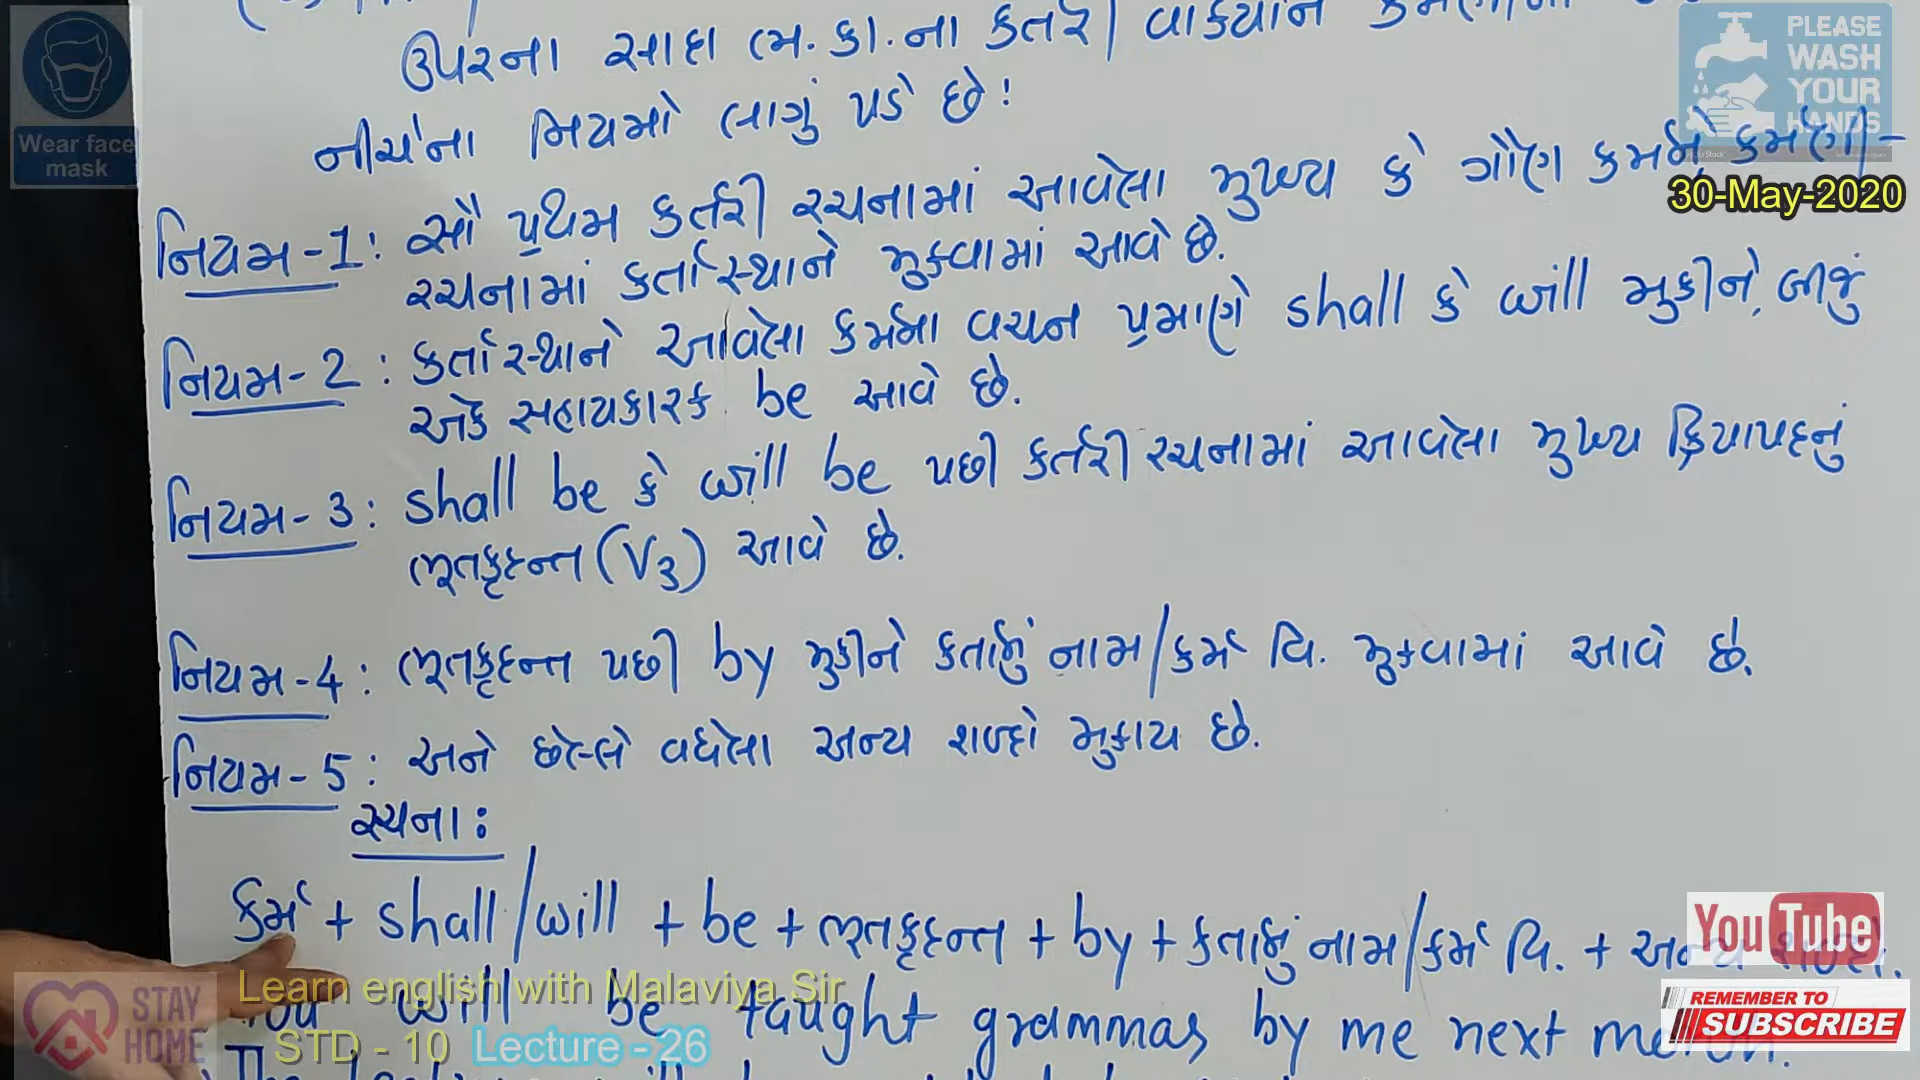 ઉપરના સાદા ભ.કા.ના કર્તરી વાક્યોને
નીચેના નિયમો લાગું પડે છે!
નિયમ-1: સૌ પ્રથમ કર્તરી રચનામાં આવેલા મુખ્ય કે ગૌણ કર્મને કર્મણી-
રચનામાં કર્તાસ્થાને મુકવામાં આવે છે.
નિયમ-2: કર્તાસ્થાને આવેલા કર્મના વચન પ્રમાણે shall કે will મુકીને, બીજું
એક સહાયકારક be આવે છે.
નિયમ-3: shall be કે will be પછી કર્તરી રચનામાં આવેલા મુખ્ય ક્રિયાપદનું
ભૂતકૃદન્ત (V3) આવે છે.
નિયમ-4: ભૂતકૃદન્ત પછી by મુકીને કર્તાનું નામ/કર્મ વિ. મુકવામાં આવે છે.
નિયમ-5: અને છેલ્લે વધેલા અન્ય શબ્દો મુકાય છે.
રચના:
કર્મ + shall/will + be + ભૂતકૃદન્ત + by + કર્તાનું નામ/કર્મ વિ. + અન્ય શબ્દો.
You will be taught grammas by me next
Wear face
mask
PLEASE
WASH
YOUR
HANDS
30-May-2020
YouTube
REMEMBER TO
SUBSCRIBE
STAY
HOME
Learn english with Malaviya Sir
STD - 10 Lecture - 26